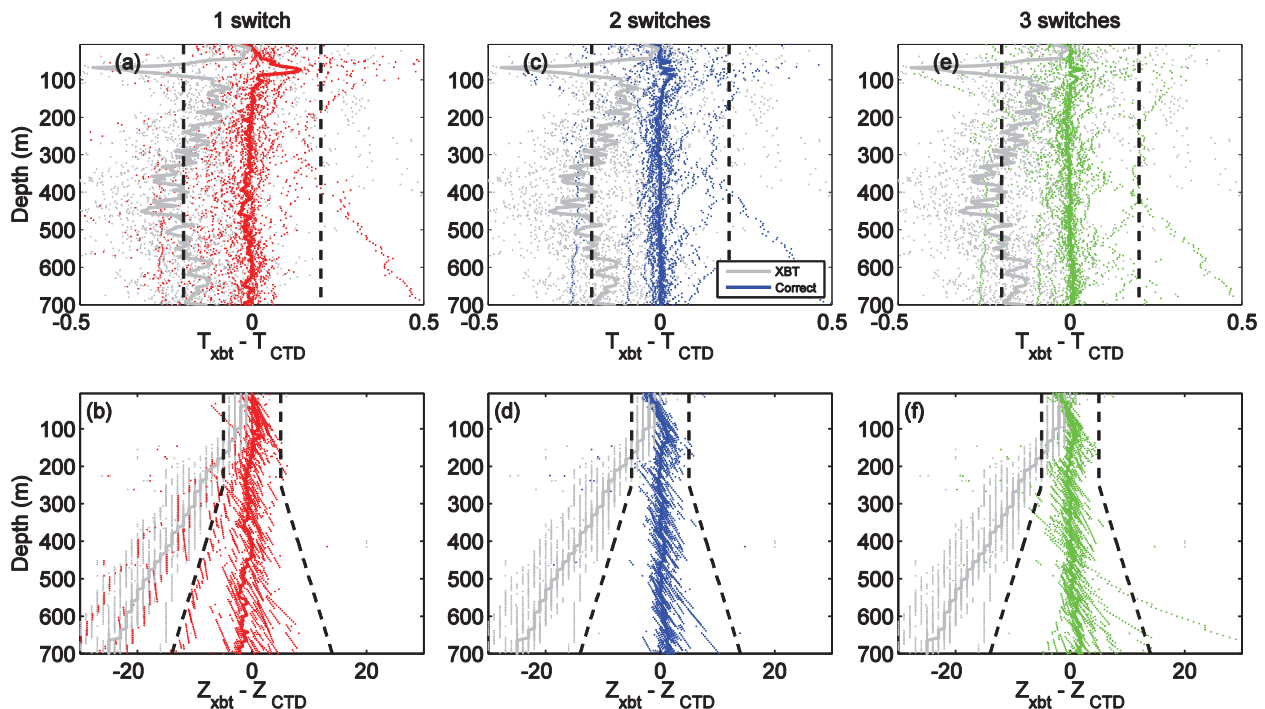 1 switch 2 switches 3 switches
(a) (c) (e)
100 100 100
200 200 200
300 300 300
400 400 400
500 500 500
600 600 600
700 700 700
Depth (m)
XBT
Correct
-0.5 0 0.5 -0.5 0 0.5 -0.5 0 0.5
T xbt - T CTD T xbt - T CTD T xbt - T CTD
(b) (d) (f)
100 100 100
200 200 200
300 300 300
400 400 400
500 500 500
600 600 600
700 700 700
Depth (m)
-20 0 20 -20 0 20 -20 0 20
Z xbt - Z CTD Z xbt - Z CTD Z xbt - Z CTD